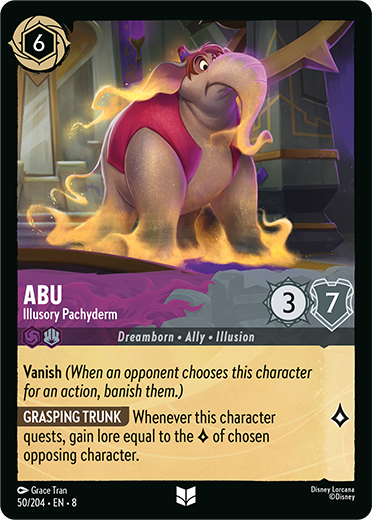 6
ABU
Illusory Pachyderm
3
7
Dreamborn • Ally • Illusion
Vanish (When an opponent chooses this character
for an action, banish them.)
GRASPING TRUNK Whenever this character
quests, gain lore equal to the of chosen
opposing character.
Grace Tran
50/204 • EN • 8
Disney Lorcana
©Disney